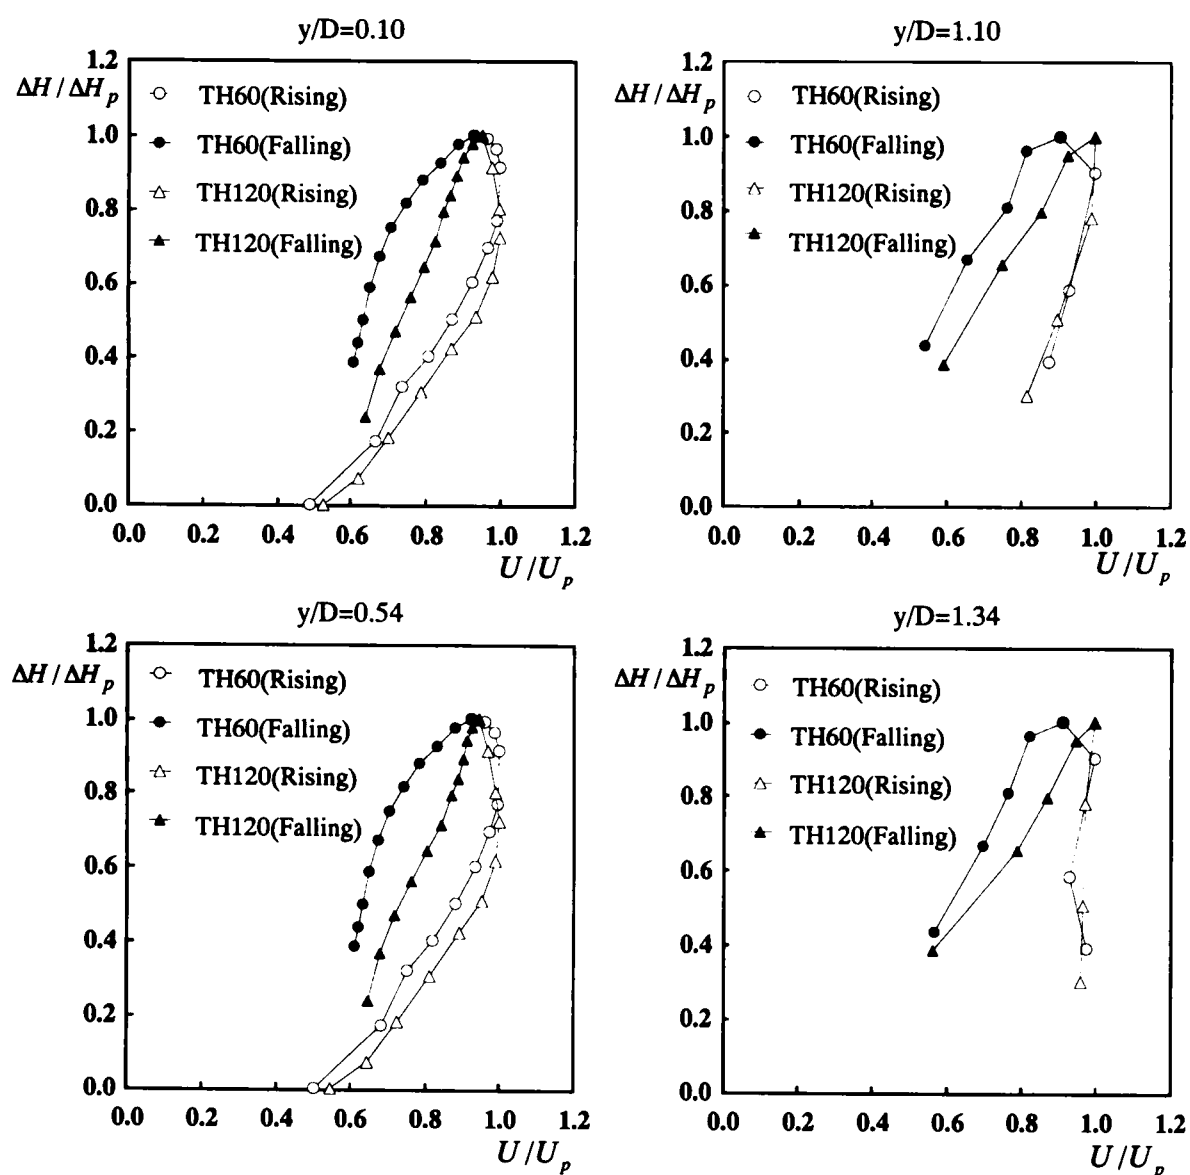 y/D=0.10
1.2
ΔH / ΔH_p
TH60(Rising)
1.0
TH60(Falling)
TH120(Rising)
0.8
TH120(Falling)
0.6
0.4
0.2
0.0
0.0 0.2 0.4 0.6 0.8 1.0 1.2
U/U_p
y/D=1.10
1.2
ΔH / ΔH_p
TH60(Rising)
1.0
TH60(Falling)
TH120(Rising)
0.8
TH120(Falling)
0.6
0.4
0.2
0.0
0.0 0.2 0.4 0.6 0.8 1.0 1.2
U/U_p
y/D=0.54
1.2
ΔH / ΔH_p
TH60(Rising)
1.0
TH60(Falling)
TH120(Rising)
0.8
TH120(Falling)
0.6
0.4
0.2
0.0
0.0 0.2 0.4 0.6 0.8 1.0 1.2
U/U_p
y/D=1.34
1.2
ΔH / ΔH_p
TH60(Rising)
1.0
TH60(Falling)
TH120(Rising)
0.8
TH120(Falling)
0.6
0.4
0.2
0.0
0.0 0.2 0.4 0.6 0.8 1.0 1.2
U/U_p